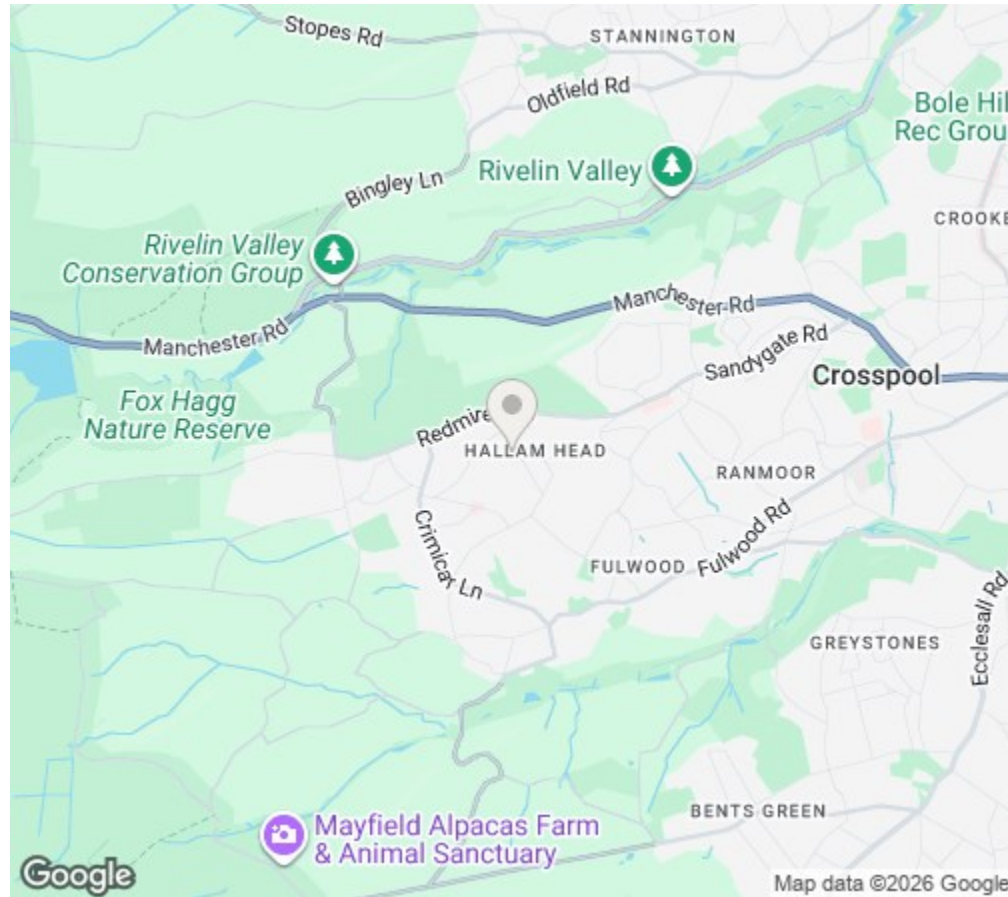 Stopes Rd
STANNINGTON
Oldfield Rd
Bole Hil
Rec Grou
Rivelin Valley
Bingley Ln
CROOKE
Rivelin Valley
Conservation Group
Manchester Rd
Manchester Rd
Sandygate Rd
Crosspool
Fox Hagg
Nature Reserve
Redmire
HALLAM HEAD
RANMOOR
Crimicar Ln
FULWOOD
Fulwood Rd
GREYSTONES
Ecclesall Rd
BENTS GREEN
Mayfield Alpacas Farm
& Animal Sanctuary
Google
Map data ©2026 Google